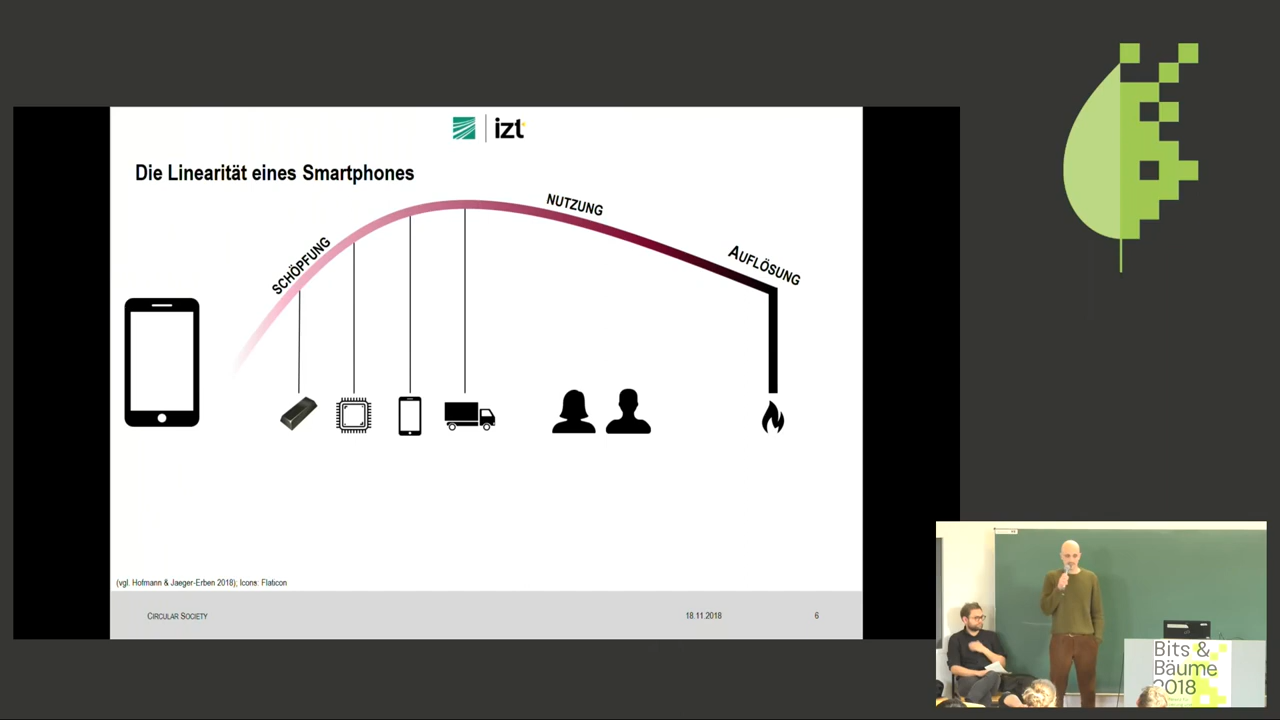 izt
Die Linearität eines Smartphones
SCHÖPFUNG
NUTZUNG
AUFLÖSUNG
(vgl. Hofmann & Jaeger-Erben 2018); Icons: Flaticon
CIRCULAR SOCIETY
18.11.2018
6
Bits &
Bäume
2018